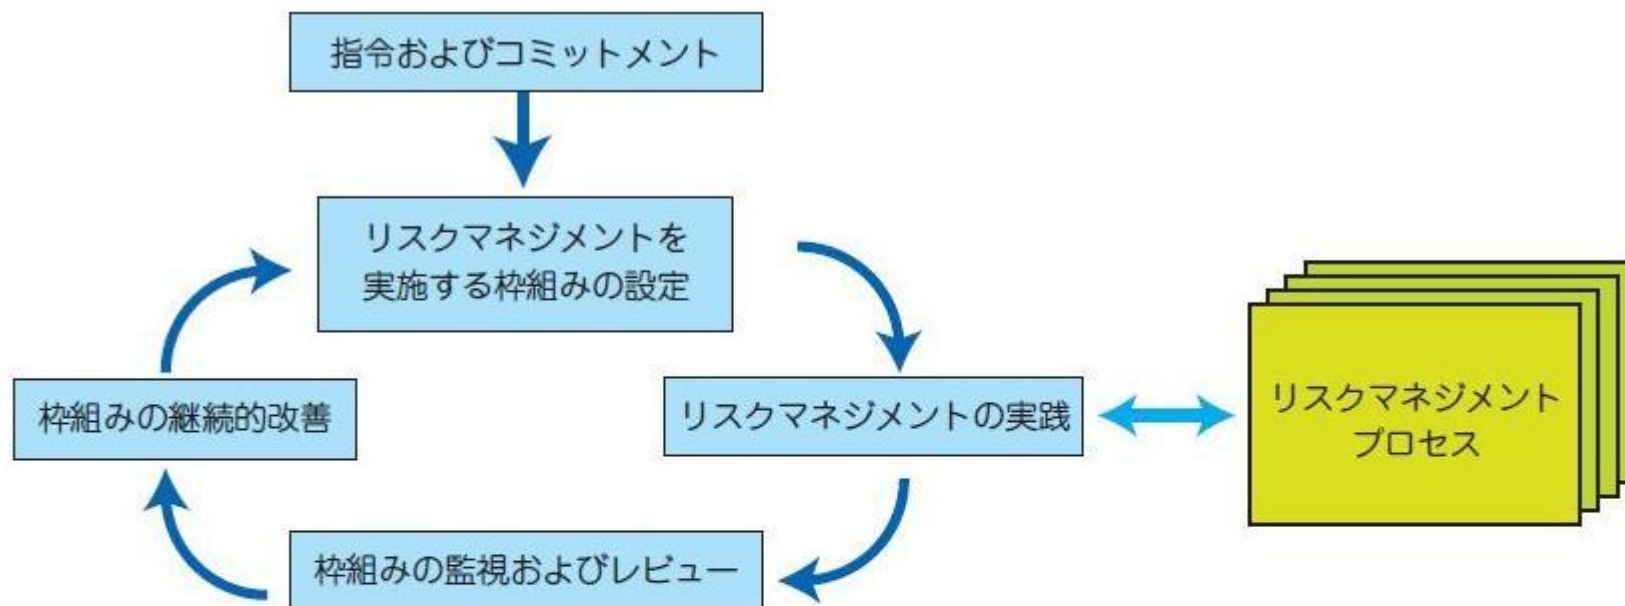 指令およびコミットメント
リスクマネジメントを
実施する枠組みの設定
リスクマネジメントの実践
リスクマネジメント
プロセス
枠組みの監視およびレビュー
枠組みの継続的改善